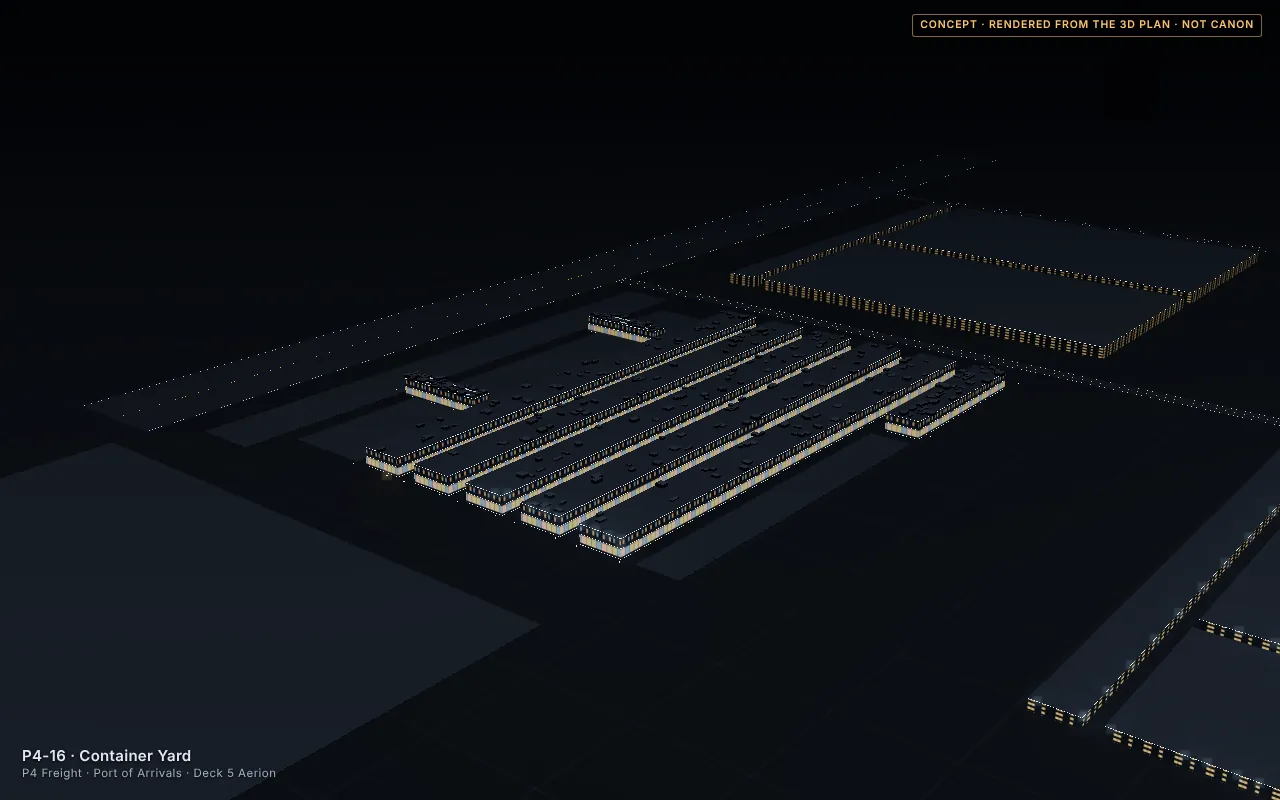 CONCEPT · RENDERED FROM THE 3D PLAN · NOT CANON
P4-16 · Container Yard
P4 Freight · Port of Arrivals · Deck 5 Aerion